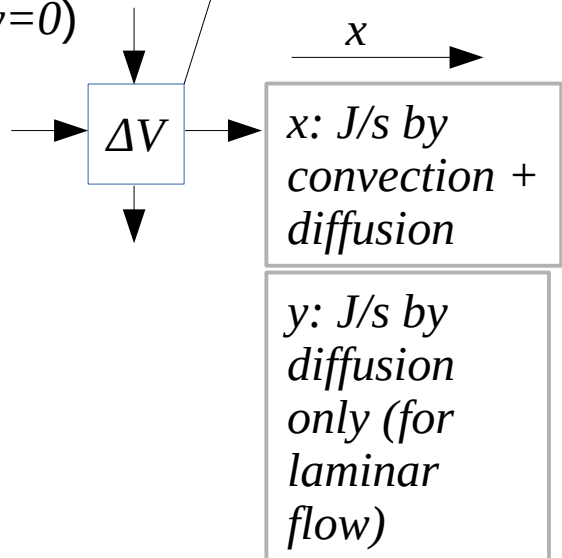 y=0)
x
ΔV
x: J/s by
convection +
diffusion
y: J/s by
diffusion
only (for
laminar
flow)